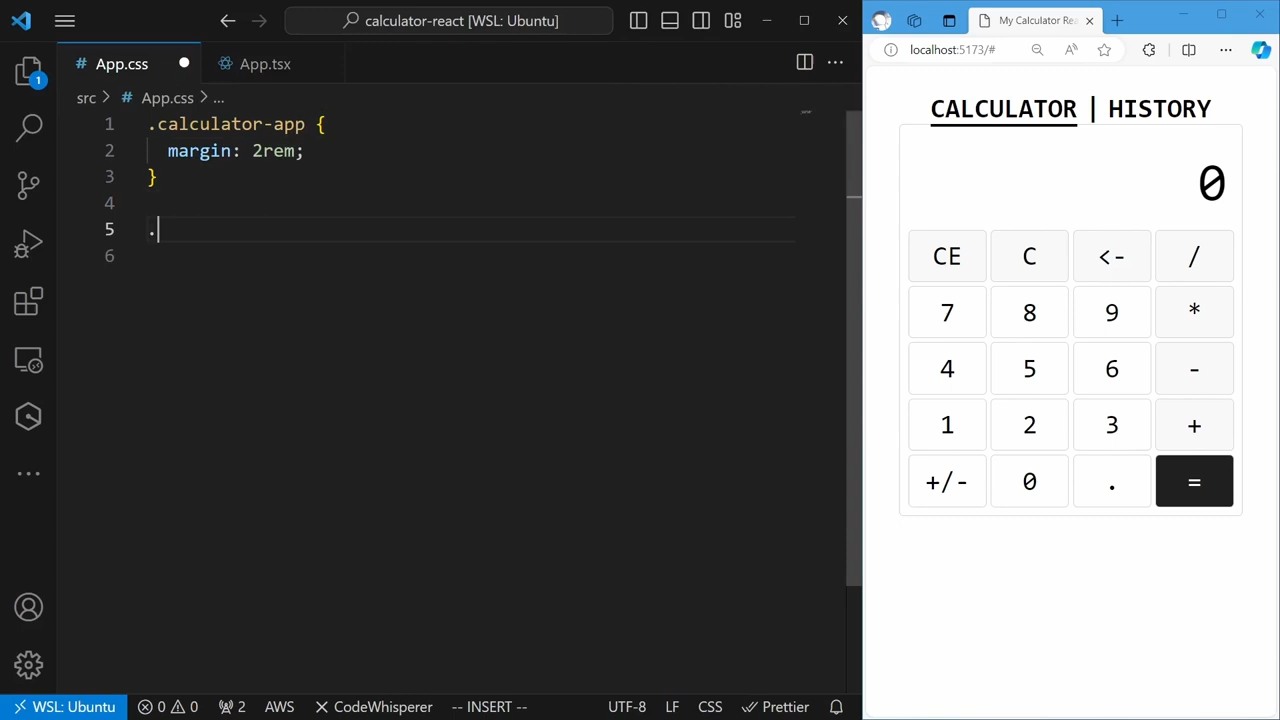 calculator-react [WSL: Ubuntu]
App.css
App.tsx
src > App.css > ...
1 .calculator-app {
2 margin: 2rem;
3 }
4
5 .
6
1
WSL: Ubuntu
0
0
2
AWS
CodeWhisperer
-- INSERT --
UTF-8
LF
CSS
Prettier
My Calculator Rea
localhost:5173/#
CALCULATOR | HISTORY
0
CE C <- /
7 8 9 *
4 5 6 -
1 2 3 +
+/- 0 . =